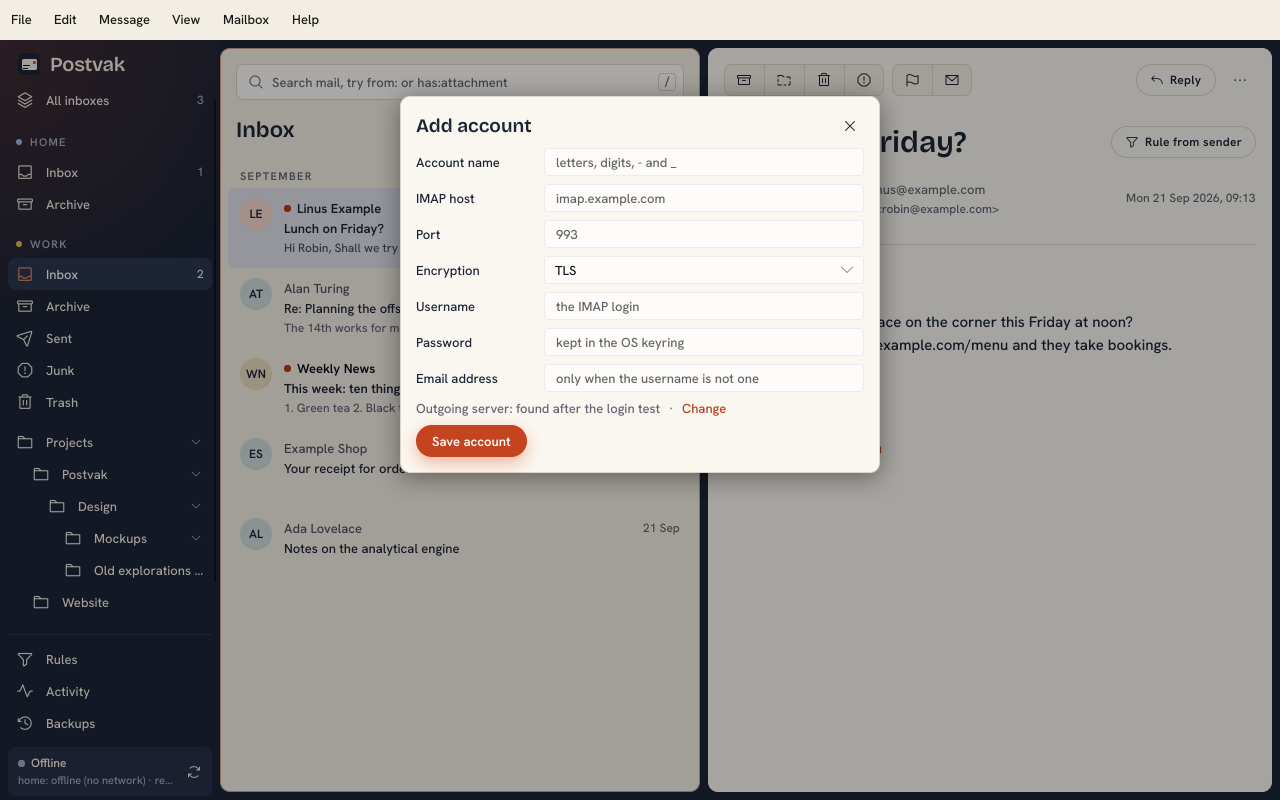 File Edit Message View Mailbox Help
Postvak
All inboxes 3
HOME
Inbox 1
Archive
WORK
Inbox 2
Archive
Sent
Junk
Trash
Projects
Postvak
Design
Mockups
Old explorations ...
Website
Rules
Activity
Backups
Offline
home: offline (no network) · re...
Search mail, try from: or has:attachment /
Inbox
SEPTEMBER
LE
Linus Example
Lunch on Friday?
Hi Robin, Shall we try
AT
Alan Turing
Re: Planning the offs
The 14th works for m
WN
Weekly News
This week: ten thing
1. Green tea 2. Black
ES
Example Shop
Your receipt for orde
AL
Ada Lovelace 21 Sep
Notes on the analytical engine
Add account
Account name letters, digits, - and _
IMAP host imap.example.com
Port 993
Encryption TLS
Username the IMAP login
Password kept in the OS keyring
Email address only when the username is not one
Outgoing server: found after the login test · Change
Save account
Reply ...
riday?
Rule from sender
nus@example.com
robin@example.com>
Mon 21 Sep 2026, 09:13
ace on the corner this Friday at noon?
example.com/menu and they take bookings.